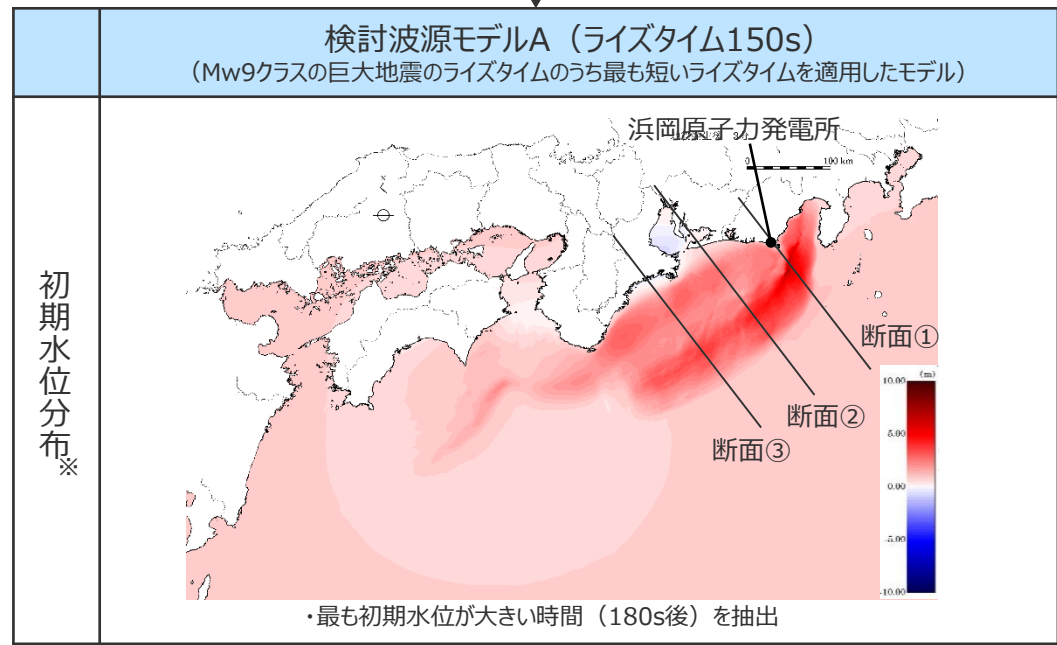 検討波源モデルA（ライズタイム150s）
（Mw9クラスの巨大地震のライズタイムのうち最も短いライズタイムを適用したモデル）
初期水位分布※
浜岡原子力発電所
0 100 km
N
断面①
断面②
断面③
(m)
10.00
5.00
0.00
-5.00
-10.00
・最も初期水位が大きい時間（180s後）を抽出